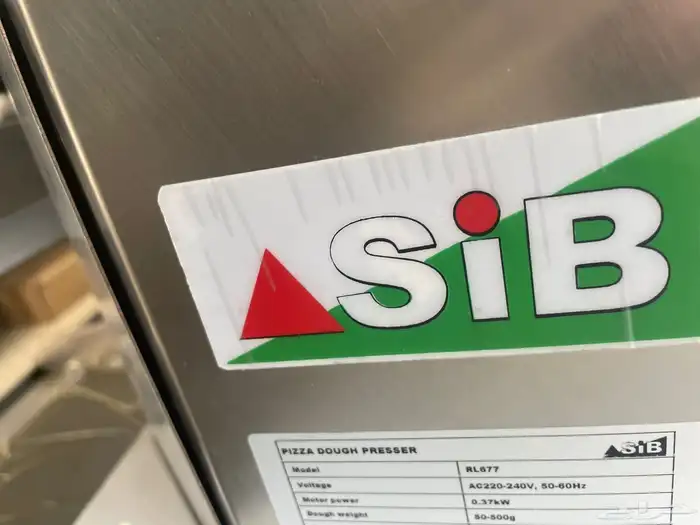 SiB
PIZZA DOUGH PRESSER SiB
Model RL677
Voltage AC220-240V, 50-60Hz
Motor power 0.37kW
Dough weight 50-500g